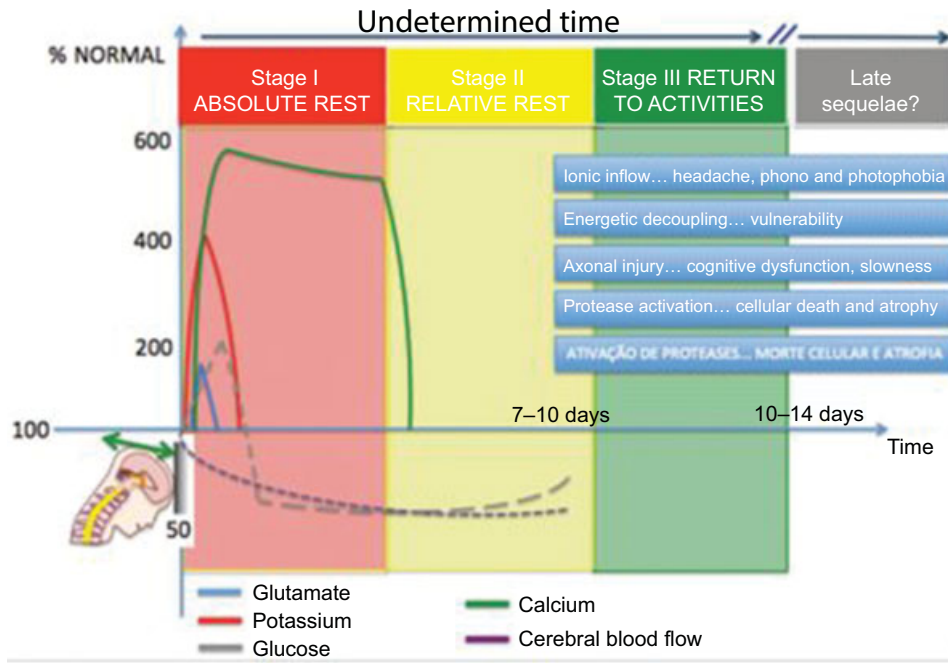 Undetermined time
% NORMAL
Stage I
ABSOLUTE REST
Stage II
RELATIVE REST
Stage III RETURN
TO ACTIVITIES
Late
sequelae?
600
400
200
100
50
Ionic inflow… headache, phono and photophobia
Energetic decoupling… vulnerability
Axonal injury… cognitive dysfunction, slowness
Protease activation… cellular death and atrophy
ATIVAÇÃO DE PROTEASES... MORTE CELULAR E ATROFIA
7–10 days
10–14 days
Time
Glutamate
Potassium
Glucose
Calcium
Cerebral blood flow